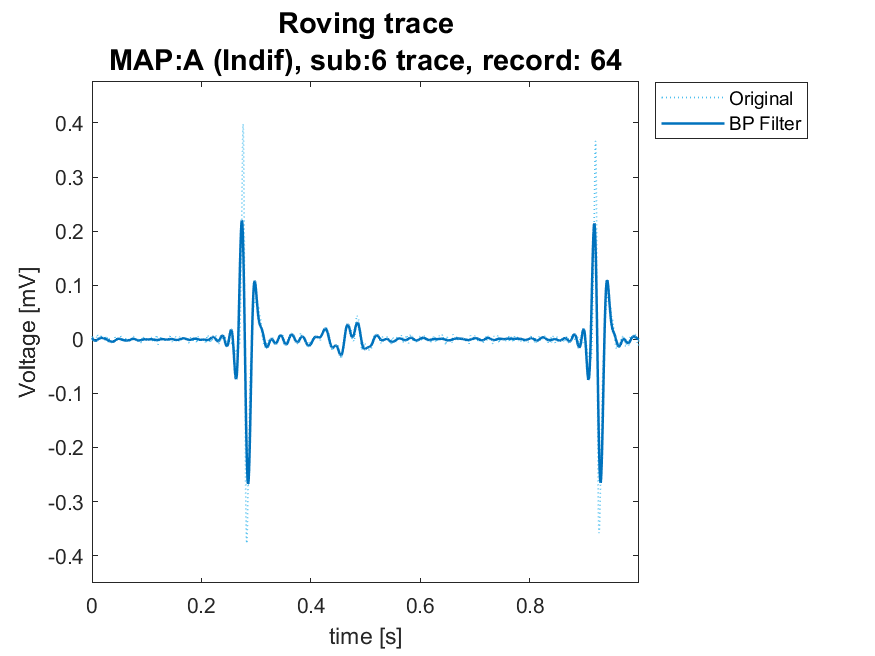 Roving trace
MAP:A (Indif), sub:6 trace, record: 64
Original
BP Filter
0.4
0.3
0.2
0.1
0
-0.1
-0.2
-0.3
-0.4
Voltage [mV]
0 0.2 0.4 0.6 0.8
time [s]